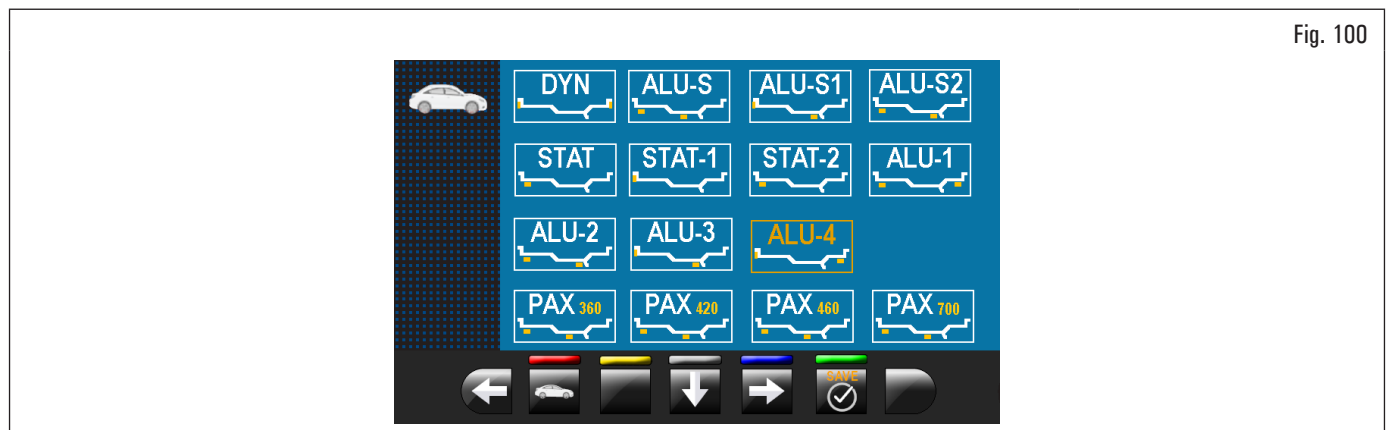 Fig. 100
DYN ALU-S ALU-S1 ALU-S2
STAT STAT-1 STAT-2 ALU-1
ALU-2 ALU-3 ALU-4
PAX 360 PAX 420 PAX 460 PAX 700
SAVE